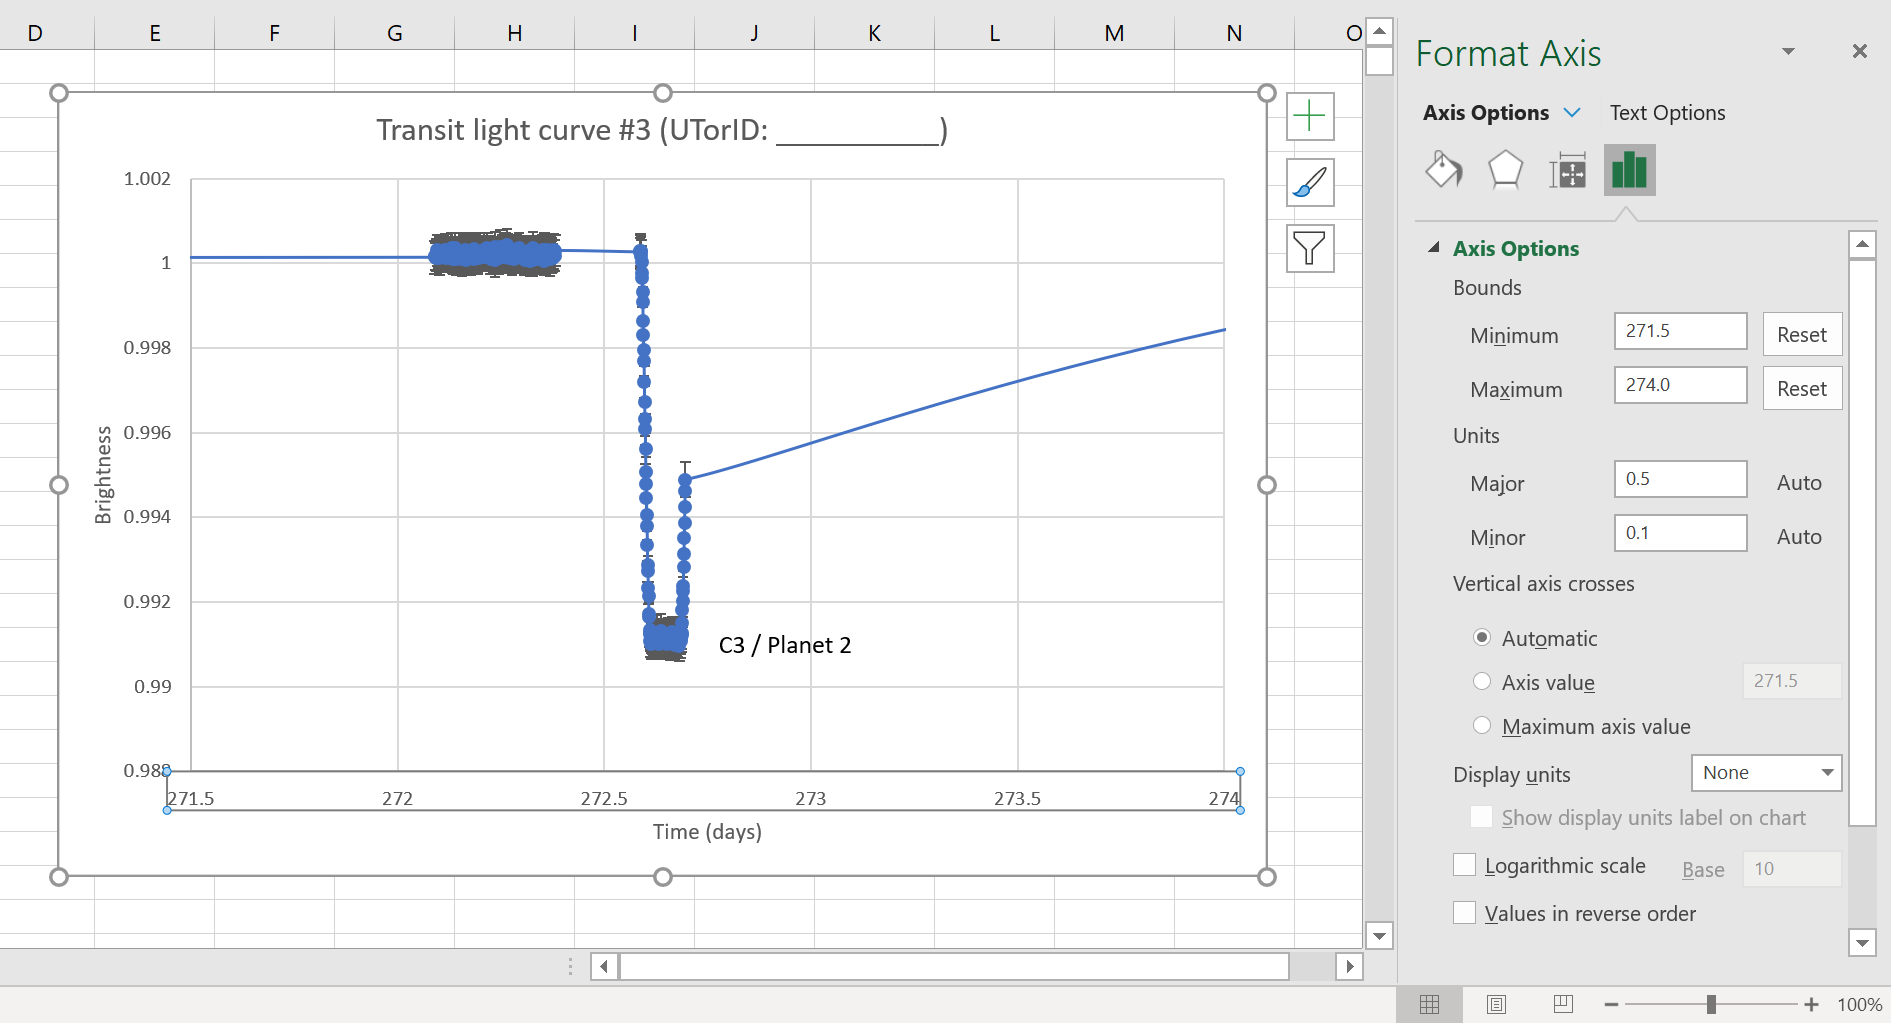 D E F G H I J K L M N O
Transit light curve #3 (UTorID: ____________)
1.002
1
0.998
0.996
0.994
0.992
0.99
0.988
Brightness
C3 / Planet 2
271.5 272 272.5 273 273.5 274
Time (days)
Format Axis
Axis Options Text Options
Axis Options
Bounds
Minimum 271.5 Reset
Maximum 274.0 Reset
Units
Major 0.5 Auto
Minor 0.1 Auto
Vertical axis crosses
Automatic
Axis value 271.5
Maximum axis value
Display units None
Show display units label on chart
Logarithmic scale Base 10
Values in reverse order
100%